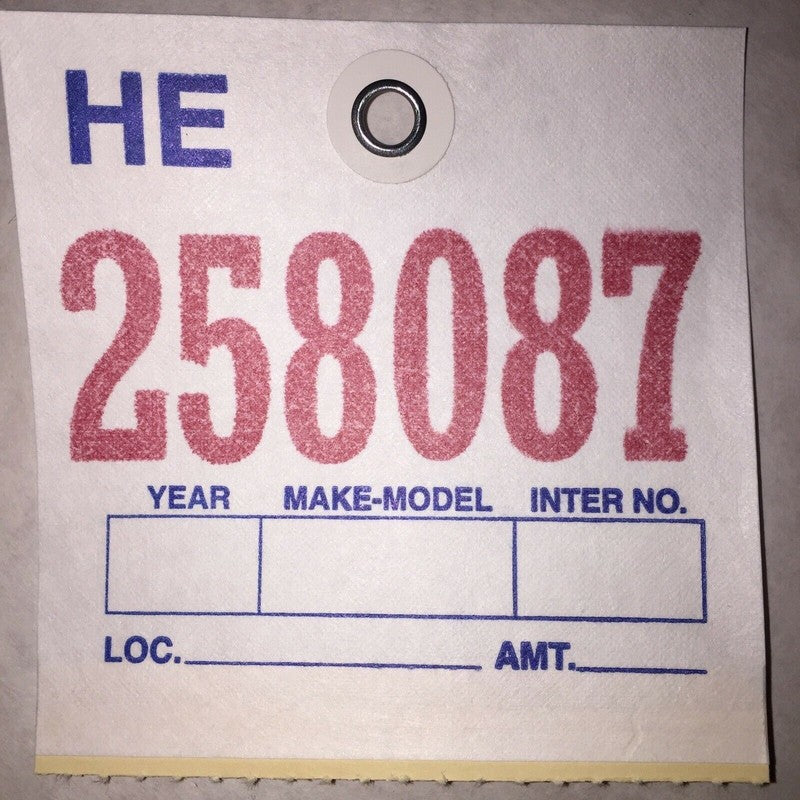 HE
258087
YEAR MAKE-MODEL INTER NO.
LOC. AMT.